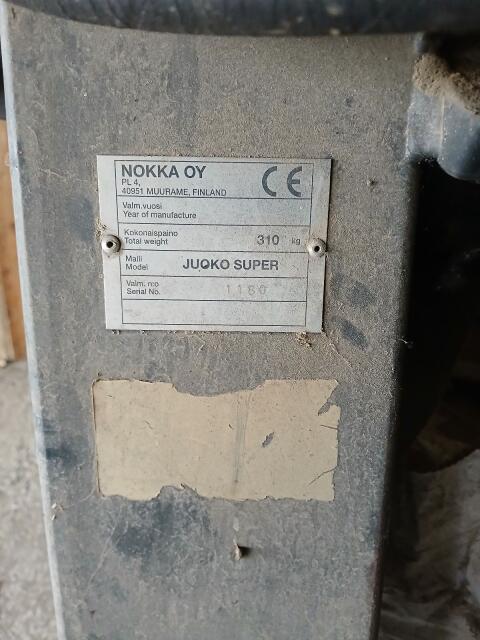 NOKKA OY
PL 4,
40951 MUURAME, FINLAND
CE
Valm.vuosi
Year of manufacture
Kokonaispaino
Total weight 310 kg
Malli
Model JUOKO SUPER
Valm. n:o
Serial No. 1180